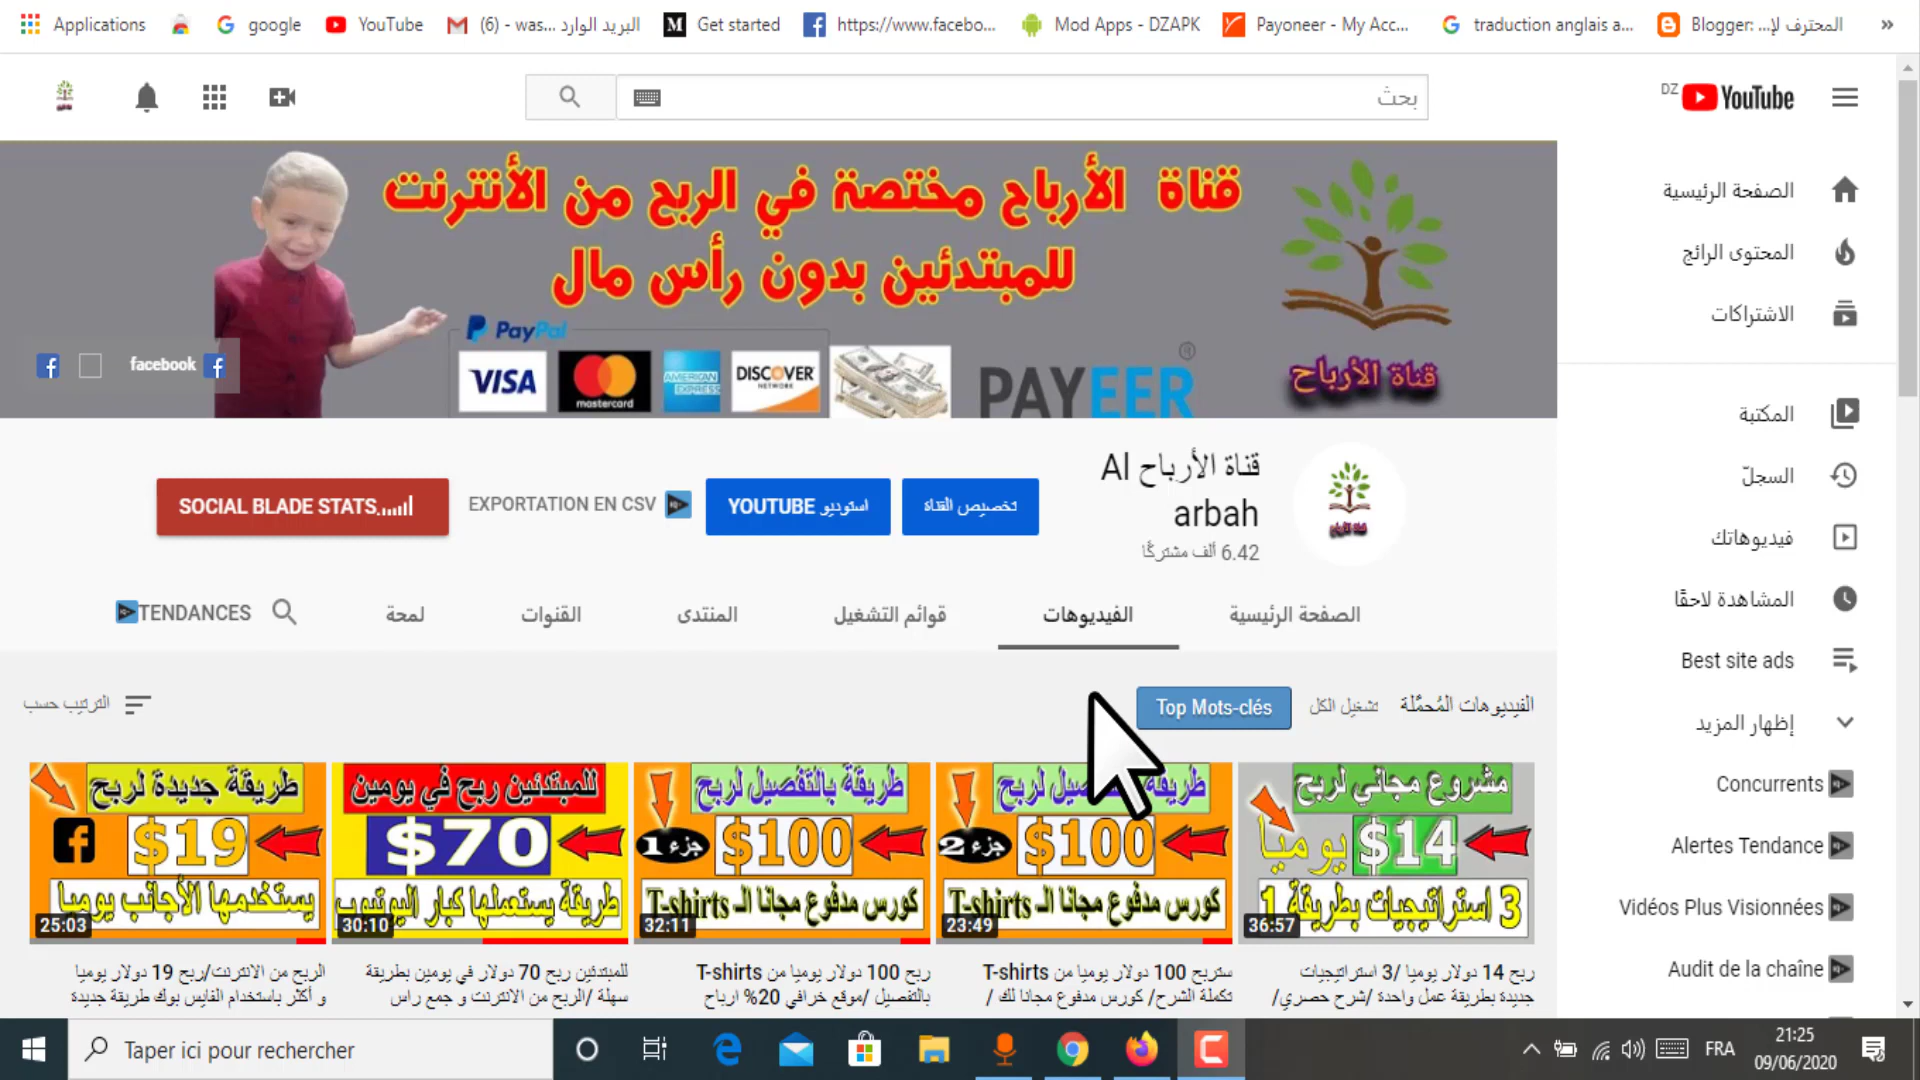 Applications
google
YouTube
البريد الوارد (6) - was...
Get started
https://www.facebo...
Mod Apps - DZAPK
Payoneer - My Acc...
traduction anglais a...
Blogger: ...المحترف لإ
»
بحث
YouTube DZ
قناة الأرباح مختصة في الربح من الأنترنت
للمبتدئين بدون رأس مال
PayPal
VISA
mastercard
AMERICAN EXPRESS
DISCOVER
NETWORK
PAYEER
قناة الأرباح
facebook
الصفحة الرئيسية
المحتوى الرائج
الاشتراكات
المكتبة
السجلّ
فيديوهاتك
المشاهدة لاحقًا
Best site ads
إظهار المزيد
Concurrents
Alertes Tendance
Vidéos Plus Visionnées
Audit de la chaîne
قناة الأرباح Al
arbah
6.42 ألف مشتركًا
تخصيص القناة
استوديو YOUTUBE
EXPORTATION EN CSV
SOCIAL BLADE STATS
الصفحة الرئيسية
الفيديوهات
قوائم التشغيل
المنتدى
القنوات
لمحة
TENDANCES
الفيديوهات المُحمَّلة
تشغيل الكل
Top Mots-clés
الترتيب حسب
مشروع مجاني لربح
$14 يوميا
3 استراتيجيات بطريقة 1
36:57
ربح 14 دولار يوميا /3 استراتيجيات
جديدة بطريقة عمل واحدة /شرح حصري/
طريقة بالتفصيل لربح
جزء 2
$100
كورس مدفوع مجانا الـ T-shirts
23:49
ستربح 100 دولار يوميا من T-shirts
تكملة الشرح/ كورس مدفوع مجانا لك /
طريقة بالتفصيل لربح
جزء 1
$100
كورس مدفوع مجانا الـ T-shirts
32:11
ربح 100 دولار يوميا من T-shirts
بالتفصيل /موقع خرافي 20% ارباح
للمبتدئين ربح في يومين
$70
طريقة يستعملها كبار اليوتيوب
30:10
للمبتدئين ربح 70 دولار في يومين بطريقة
سهلة /الربح من الانترنت و جمع راس
طريقة جديدة لربح
$19
يستخدمها الأجانب يوميا
25:03
الربح من الانترنت/ربح 19 دولار يوميا
و أكثر باستخدام الفايس بوك طريقة جديدة
Taper ici pour rechercher
FRA
21:25
09/06/2020